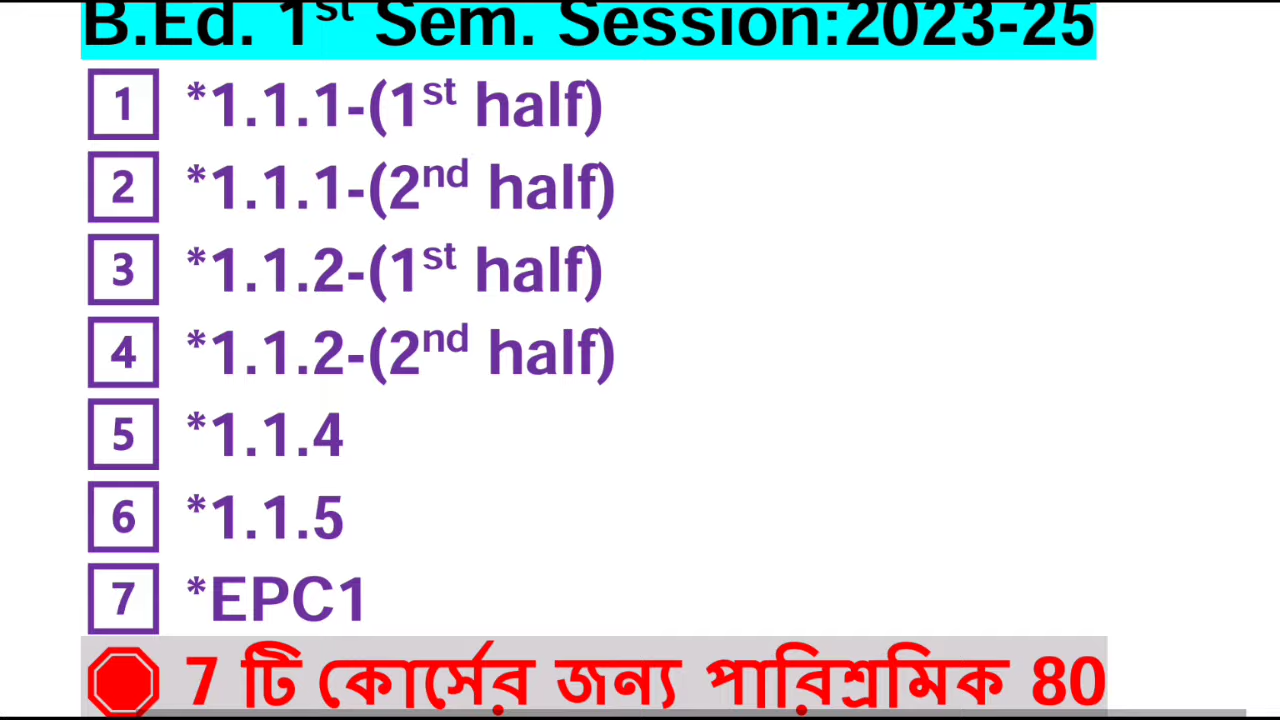 B.Ed. 1st Sem. Session:2023-25
1 *1.1.1-(1st half)
2 *1.1.1-(2nd half)
3 *1.1.2-(1st half)
4 *1.1.2-(2nd half)
5 *1.1.4
6 *1.1.5
7 *EPC1
7 টি কোর্সের জন্য পারিশ্রমিক 80